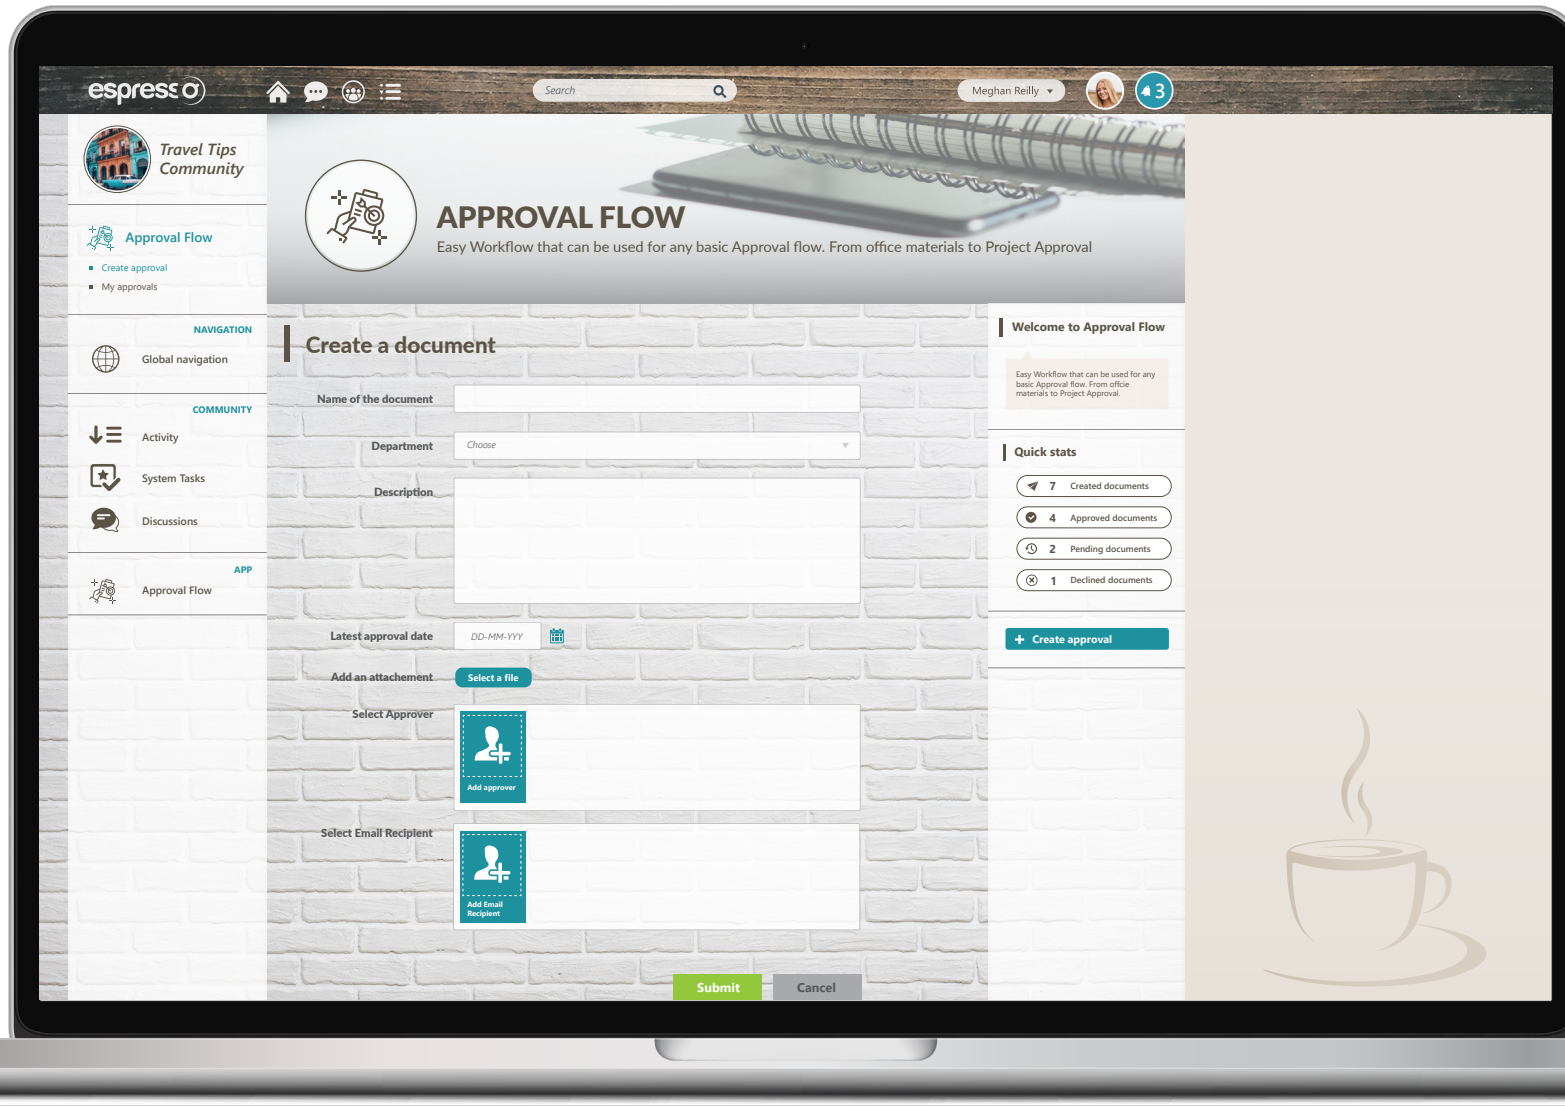 espresso
Search
Meghan Reilly
3
Travel Tips
Community
Approval Flow
Create approval
My approvals
NAVIGATION
Global navigation
COMMUNITY
Activity
System Tasks
Discussions
APP
Approval Flow
APPROVAL FLOW
Easy Workflow that can be used for any basic Approval flow. From office materials to Project Approval
Create a document
Name of the document
Department
Choose
Description
Latest approval date
DD-MM-YYY
Add an attachement
Select a file
Select Approver
Add approver
Select Email Recipient
Add Email
Recipient
Submit
Cancel
Welcome to Approval Flow
Easy Workflow that can be used for any
basic Approval flow. From offcie
materials to Project Approval.
Quick stats
7 Created documents
4 Approved documents
2 Pending documents
1 Declined documents
+ Create approval